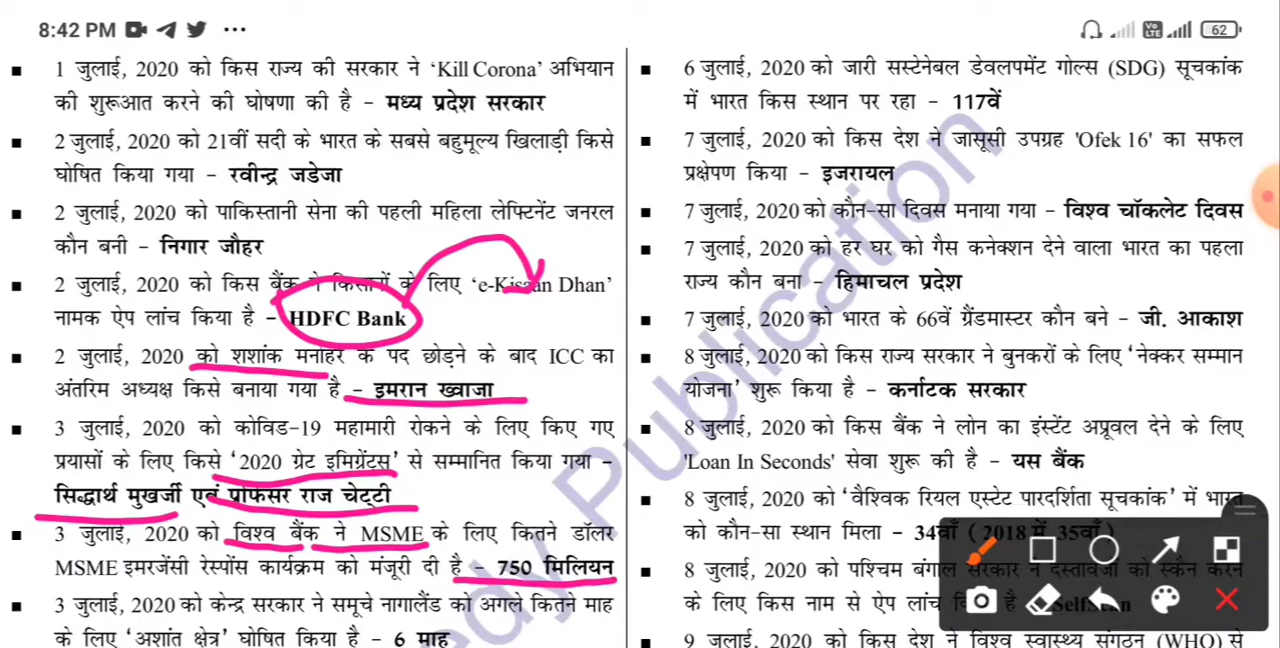 8:42 PM
Vo LTE
62
1 जुलाई, 2020 को किस राज्य की सरकार ने 'Kill Corona' अभियान
की शुरूआत करने की घोषणा की है - मध्य प्रदेश सरकार
2 जुलाई, 2020 को 21वीं सदी के भारत के सबसे बहुमूल्य खिलाड़ी किसे
घोषित किया गया - रवीन्द्र जडेजा
2 जुलाई, 2020 को पाकिस्तानी सेना की पहली महिला लेफ्टिनेंट जनरल
कौन बनी - निगार जौहर
2 जुलाई, 2020 को किस बैंक ने किसानों के लिए 'e-Kisaan Dhan'
नामक ऐप लांच किया है - HDFC Bank
2 जुलाई, 2020 को शशांक मनोहर के पद छोड़ने के बाद ICC का
अंतरिम अध्यक्ष किसे बनाया गया है - इमरान ख्वाजा
3 जुलाई, 2020 को कोविड-19 महामारी रोकने के लिए किए गए
प्रयासों के लिए किसे '2020 ग्रेट इमिग्रेंट्स' से सम्मानित किया गया -
सिद्धार्थ मुखर्जी एवं प्रोफेसर राज चेट्टी
3 जुलाई, 2020 को विश्व बैंक ने MSME के लिए कितने डॉलर
MSME इमरजेंसी रेस्पोंस कार्यक्रम को मंजूरी दी है - 750 मिलियन
3 जुलाई, 2020 को केन्द्र सरकार ने समूचे नागालैंड को अगले कितने माह
के लिए 'अशांत क्षेत्र' घोषित किया है - 6 माह
6 जुलाई, 2020 को जारी सस्टेनेबल डेवलपमेंट गोल्स (SDG) सूचकांक
में भारत किस स्थान पर रहा - 117वें
7 जुलाई, 2020 को किस देश ने जासूसी उपग्रह 'Ofek 16' का सफल
प्रक्षेपण किया - इजरायल
7 जुलाई, 2020 को कौन-सा दिवस मनाया गया - विश्व चॉकलेट दिवस
7 जुलाई, 2020 को हर घर को गैस कनेक्शन देने वाला भारत का पहला
राज्य कौन बना - हिमाचल प्रदेश
7 जुलाई, 2020 को भारत के 66वें ग्रैंडमास्टर कौन बने - जी. आकाश
8 जुलाई, 2020 को किस राज्य सरकार ने बुनकरों के लिए 'नेक्कर सम्मान
योजना' शुरू किया है - कर्नाटक सरकार
8 जुलाई, 2020 को किस बैंक ने लोन का इंस्टेंट अप्रूवल देने के लिए
'Loan In Seconds' सेवा शुरू की है - यस बैंक
8 जुलाई, 2020 को 'वैश्विक रियल एस्टेट पारदर्शिता सूचकांक' में भारत
को कौन-सा स्थान मिला - 34वाँ (2018 में 35वाँ)
8 जुलाई, 2020 को पश्चिम बंगाल सरकार ने दस्तावेजों को स्कैन करने
के लिए किस नाम से ऐप लांच है SelfScan
9 जुलाई, 2020 को किस देश ने विश्व स्वास्थ्य संगठन (WHO) से
Publication